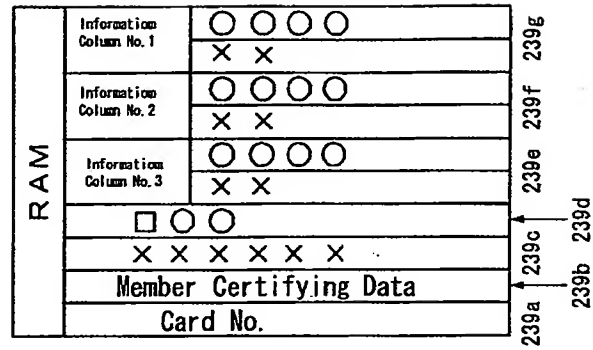 RAM
Information
Column No. 1
○ ○ ○ ○
× ×
239g
Information
Column No. 2
○ ○ ○ ○
× ×
239f
Information
Column No. 3
○ ○ ○ ○
× ×
239e
□ ○ ○
239d
× × × × × ×
239c
Member Certifying Data
239b
Card No.
239a